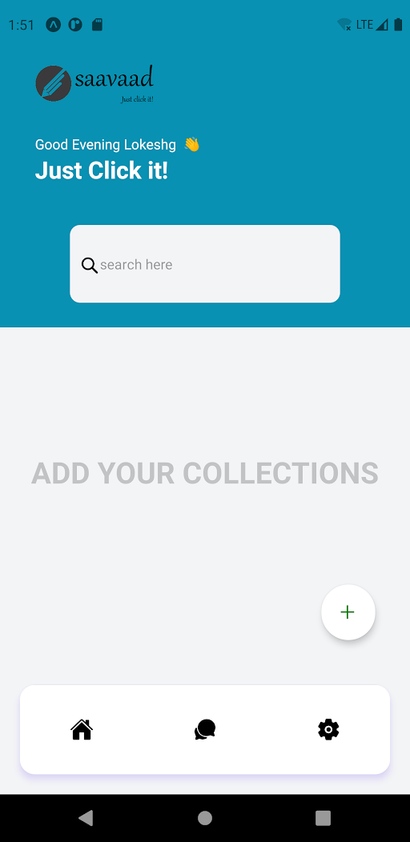 1:51
LTE
saavaad
Just click it!
Good Evening Lokeshg 👋
Just Click it!
search here
ADD YOUR COLLECTIONS